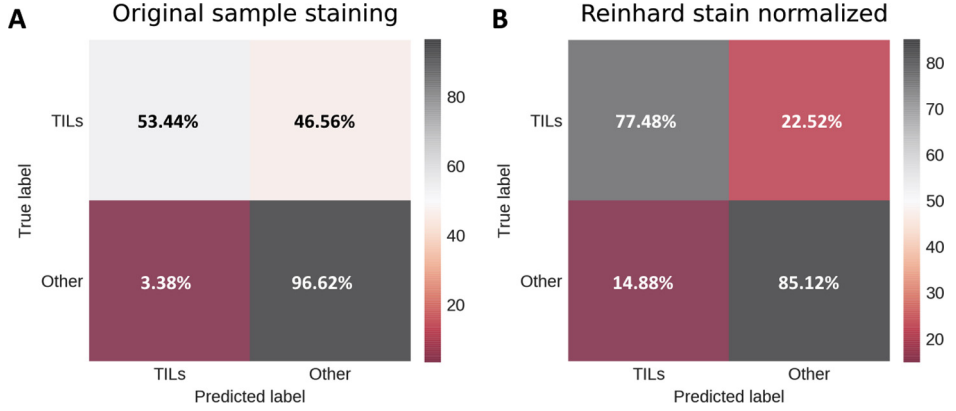 A
Original sample staining
TILs
53.44%
46.56%
Other
3.38%
96.62%
TILs
Other
Predicted label
True label
80
60
40
20
B
Reinhard stain normalized
TILs
77.48%
22.52%
Other
14.88%
85.12%
TILs
Other
Predicted label
True label
80
70
60
50
40
30
20